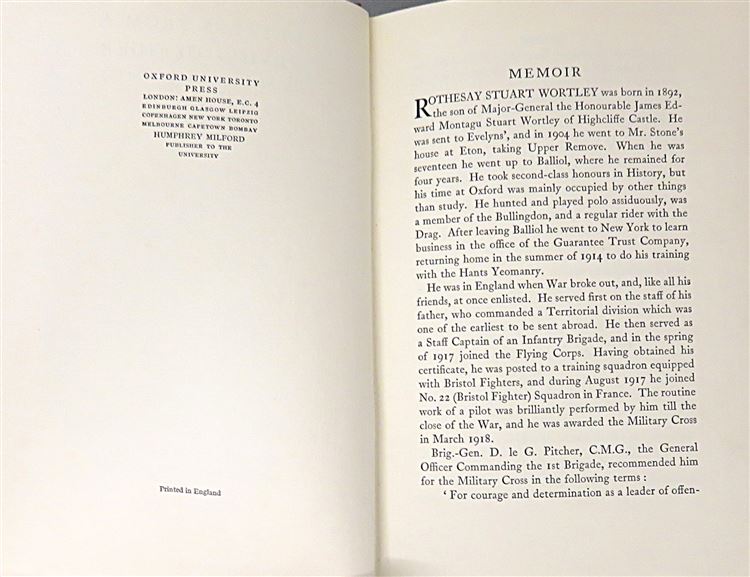 OXFORD UNIVERSITY
PRESS
LONDON: AMEN HOUSE, E.C. 4
EDINBURGH GLASGOW LEIPZIG
COPENHAGEN NEW YORK TORONTO
MELBOURNE CAPETOWN BOMBAY
HUMPHREY MILFORD
PUBLISHER TO THE
UNIVERSITY
Printed in England
MEMOIR
ROTHESAY STUART WORTLEY was born in 1892,
the son of Major-General the Honourable James Ed-
ward Montagu Stuart Wortley of Highcliffe Castle. He
was sent to Evelyns', and in 1904 he went to Mr. Stone's
house at Eton, taking Upper Remove. When he was
seventeen he went up to Balliol, where he remained for
four years. He took second-class honours in History, but
his time at Oxford was mainly occupied by other things
than study. He hunted and played polo assiduously, was
a member of the Bullingdon, and a regular rider with the
Drag. After leaving Balliol he went to New York to learn
business in the office of the Guarantee Trust Company,
returning home in the summer of 1914 to do his training
with the Hants Yeomanry.
He was in England when War broke out, and, like all his
friends, at once enlisted. He served first on the staff of his
father, who commanded a Territorial division which was
one of the earliest to be sent abroad. He then served as
a Staff Captain of an Infantry Brigade, and in the spring
of 1917 joined the Flying Corps. Having obtained his
certificate, he was posted to a training squadron equipped
with Bristol Fighters, and during August 1917 he joined
No. 22 (Bristol Fighter) Squadron in France. The routine
work of a pilot was brilliantly performed by him till the
close of the War, and he was awarded the Military Cross
in March 1918.
Brig.-Gen. D. le G. Pitcher, C.M.G., the General
Officer Commanding the 1st Brigade, recommended him
for the Military Cross in the following terms :
' For courage and determination as a leader of offen-